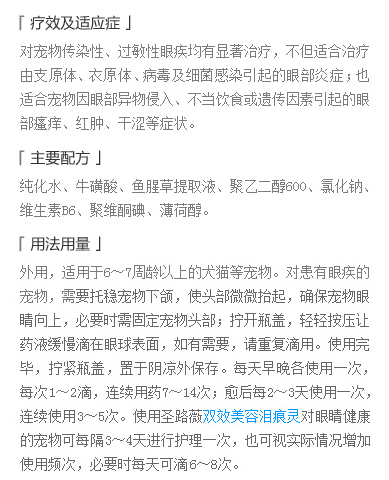 「疗效及适应症」
对宠物传染性、过敏性眼疾均有显著治疗，不但适合治疗
由支原体、衣原体、病毒及细菌感染引起的眼部炎症；也
适合宠物因眼部异物侵入、不当饮食或遗传因素引起的眼
部瘙痒、红肿、干涩等症状。
「主要配方」
纯化水、牛磺酸、鱼腥草提取液、聚乙二醇600、氯化钠、
维生素B6、聚维酮碘、薄荷醇。
「用法用量」
外用，适用于6～7周龄以上的犬猫等宠物。对患有眼疾的
宠物，需要托稳宠物下颌，使头部微微抬起，确保宠物眼
睛向上，必要时需固定宠物头部；拧开瓶盖，轻轻按压让
药液缓慢滴在眼球表面，如有需要，请重复滴用。使用完
毕，拧紧瓶盖，置于阴凉外保存。每天早晚各使用一次，
每次1～2滴，连续用药7～14次；愈后每2～3天使用一次，
连续使用3～5次。使用圣路薇双效美容泪痕灵对眼睛健康
的宠物可每隔3～4天进行护理一次，也可视实际情况增加
使用频次，必要时每天可滴6～8次。